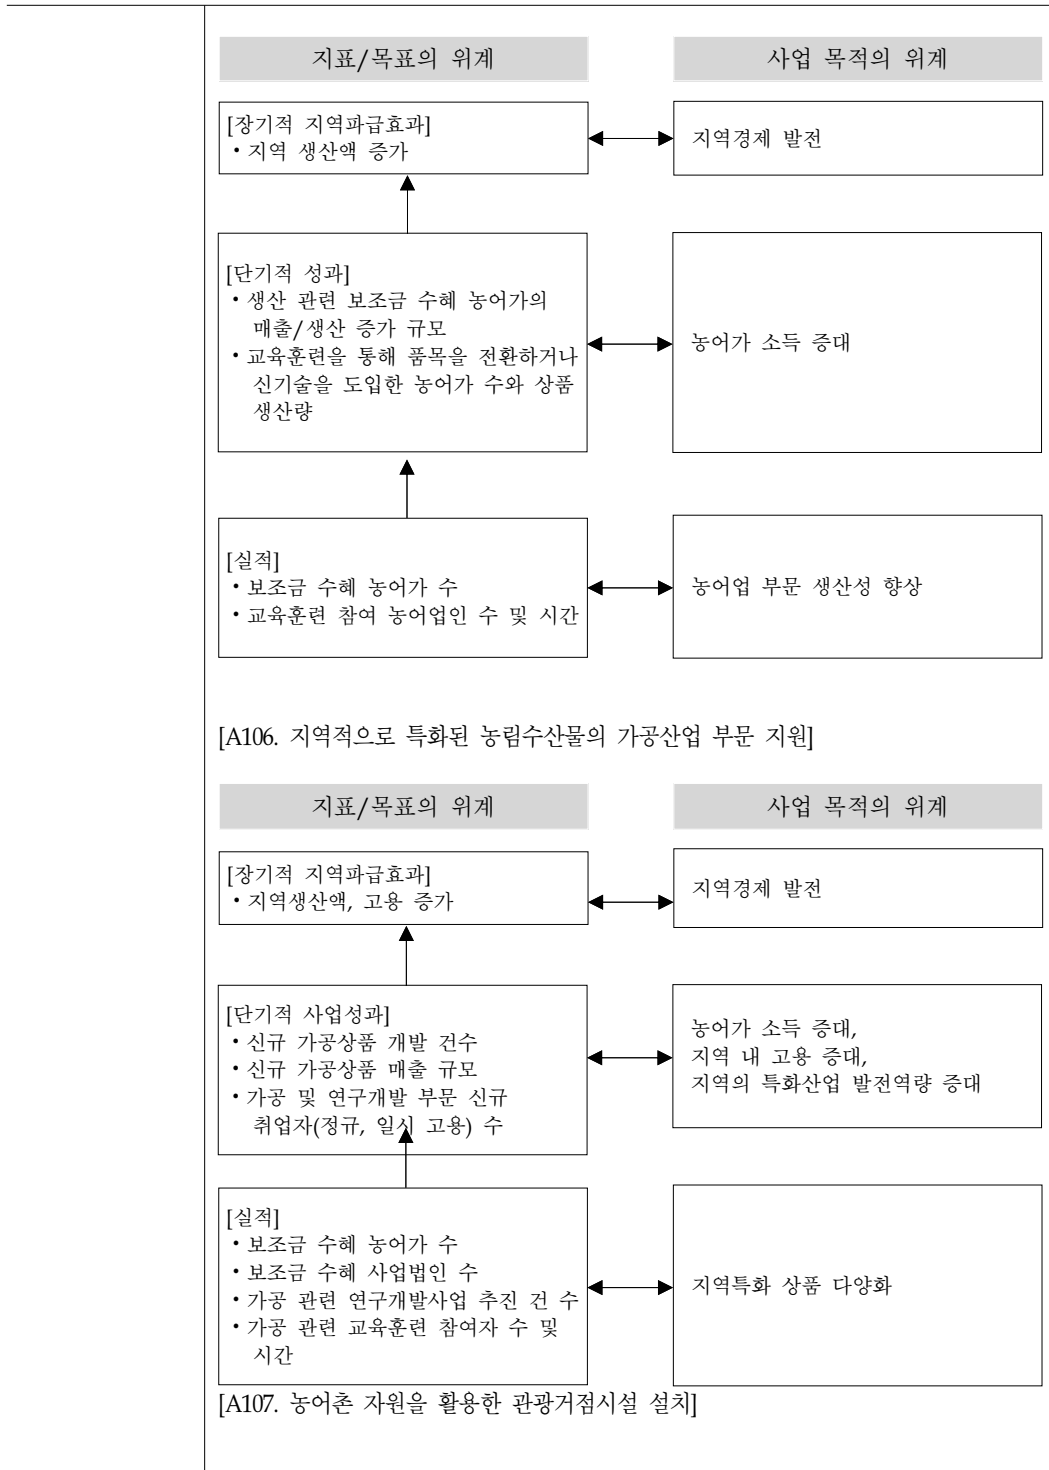 지표/목표의 위계
사업 목적의 위계
[장기적 지역파급효과]
• 지역 생산액 증가
지역경제 발전
[단기적 성과]
• 생산 관련 보조금 수혜 농어가의
매출/생산 증가 규모
• 교육훈련을 통해 품목을 전환하거나
신기술을 도입한 농어가 수와 상품
생산량
농어가 소득 증대
[실적]
• 보조금 수혜 농어가 수
• 교육훈련 참여 농어업인 수 및 시간
농어업 부문 생산성 향상
[A106. 지역적으로 특화된 농림수산물의 가공산업 부문 지원]
지표/목표의 위계
사업 목적의 위계
[장기적 지역파급효과]
• 지역생산액, 고용 증가
지역경제 발전
[단기적 사업성과]
• 신규 가공상품 개발 건수
• 신규 가공상품 매출 규모
• 가공 및 연구개발 부문 신규
취업자(정규, 일시 고용) 수
농어가 소득 증대,
지역 내 고용 증대,
지역의 특화산업 발전역량 증대
[실적]
• 보조금 수혜 농어가 수
• 보조금 수혜 사업법인 수
• 가공 관련 연구개발사업 추진 건 수
• 가공 관련 교육훈련 참여자 수 및
시간
지역특화 상품 다양화
[A107. 농어촌 자원을 활용한 관광거점시설 설치]